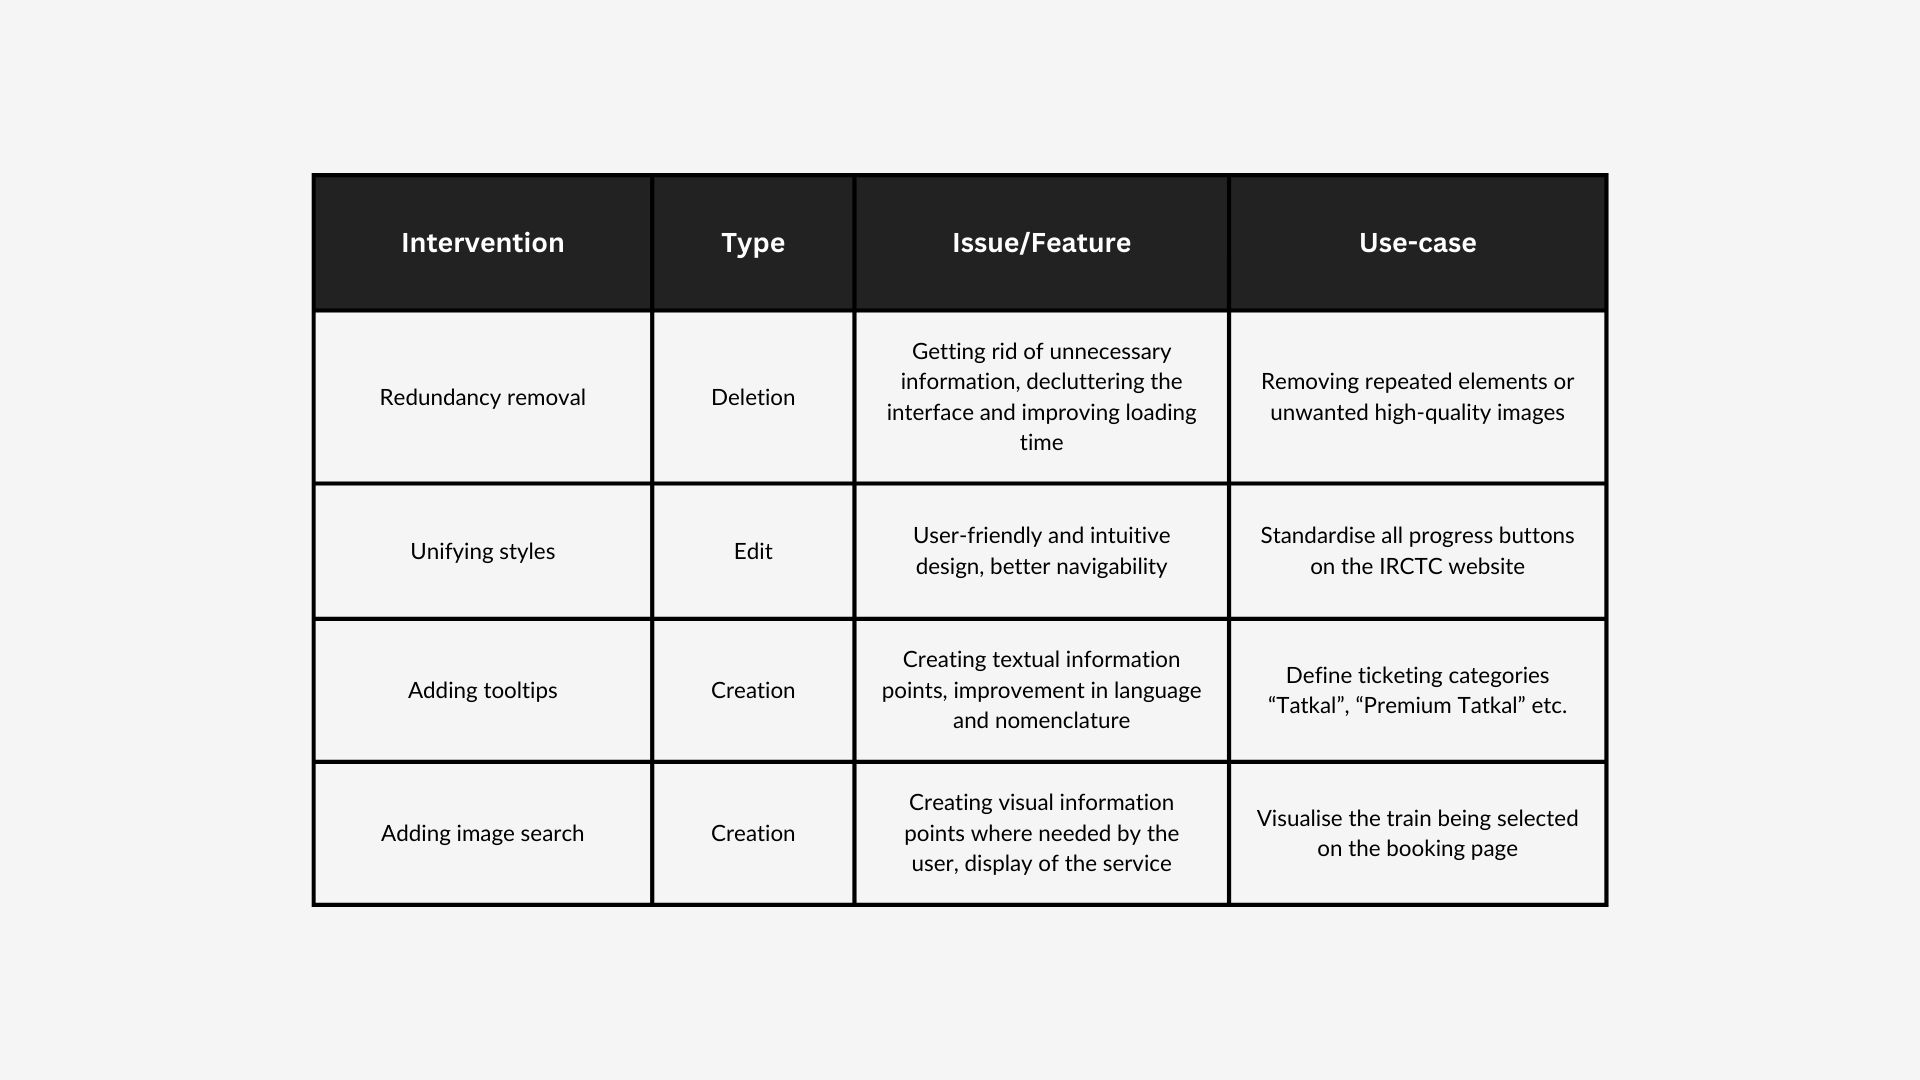 Intervention
Type
Issue/Feature
Use-case
Redundancy removal
Deletion
Getting rid of unnecessary
information, decluttering the
interface and improving loading
time
Removing repeated elements or
unwanted high-quality images
Unifying styles
Edit
User-friendly and intuitive
design, better navigability
Standardise all progress buttons
on the IRCTC website
Adding tooltips
Creation
Creating textual information
points, improvement in language
and nomenclature
Define ticketing categories
“Tatkal”, “Premium Tatkal” etc.
Adding image search
Creation
Creating visual information
points where needed by the
user, display of the service
Visualise the train being selected
on the booking page